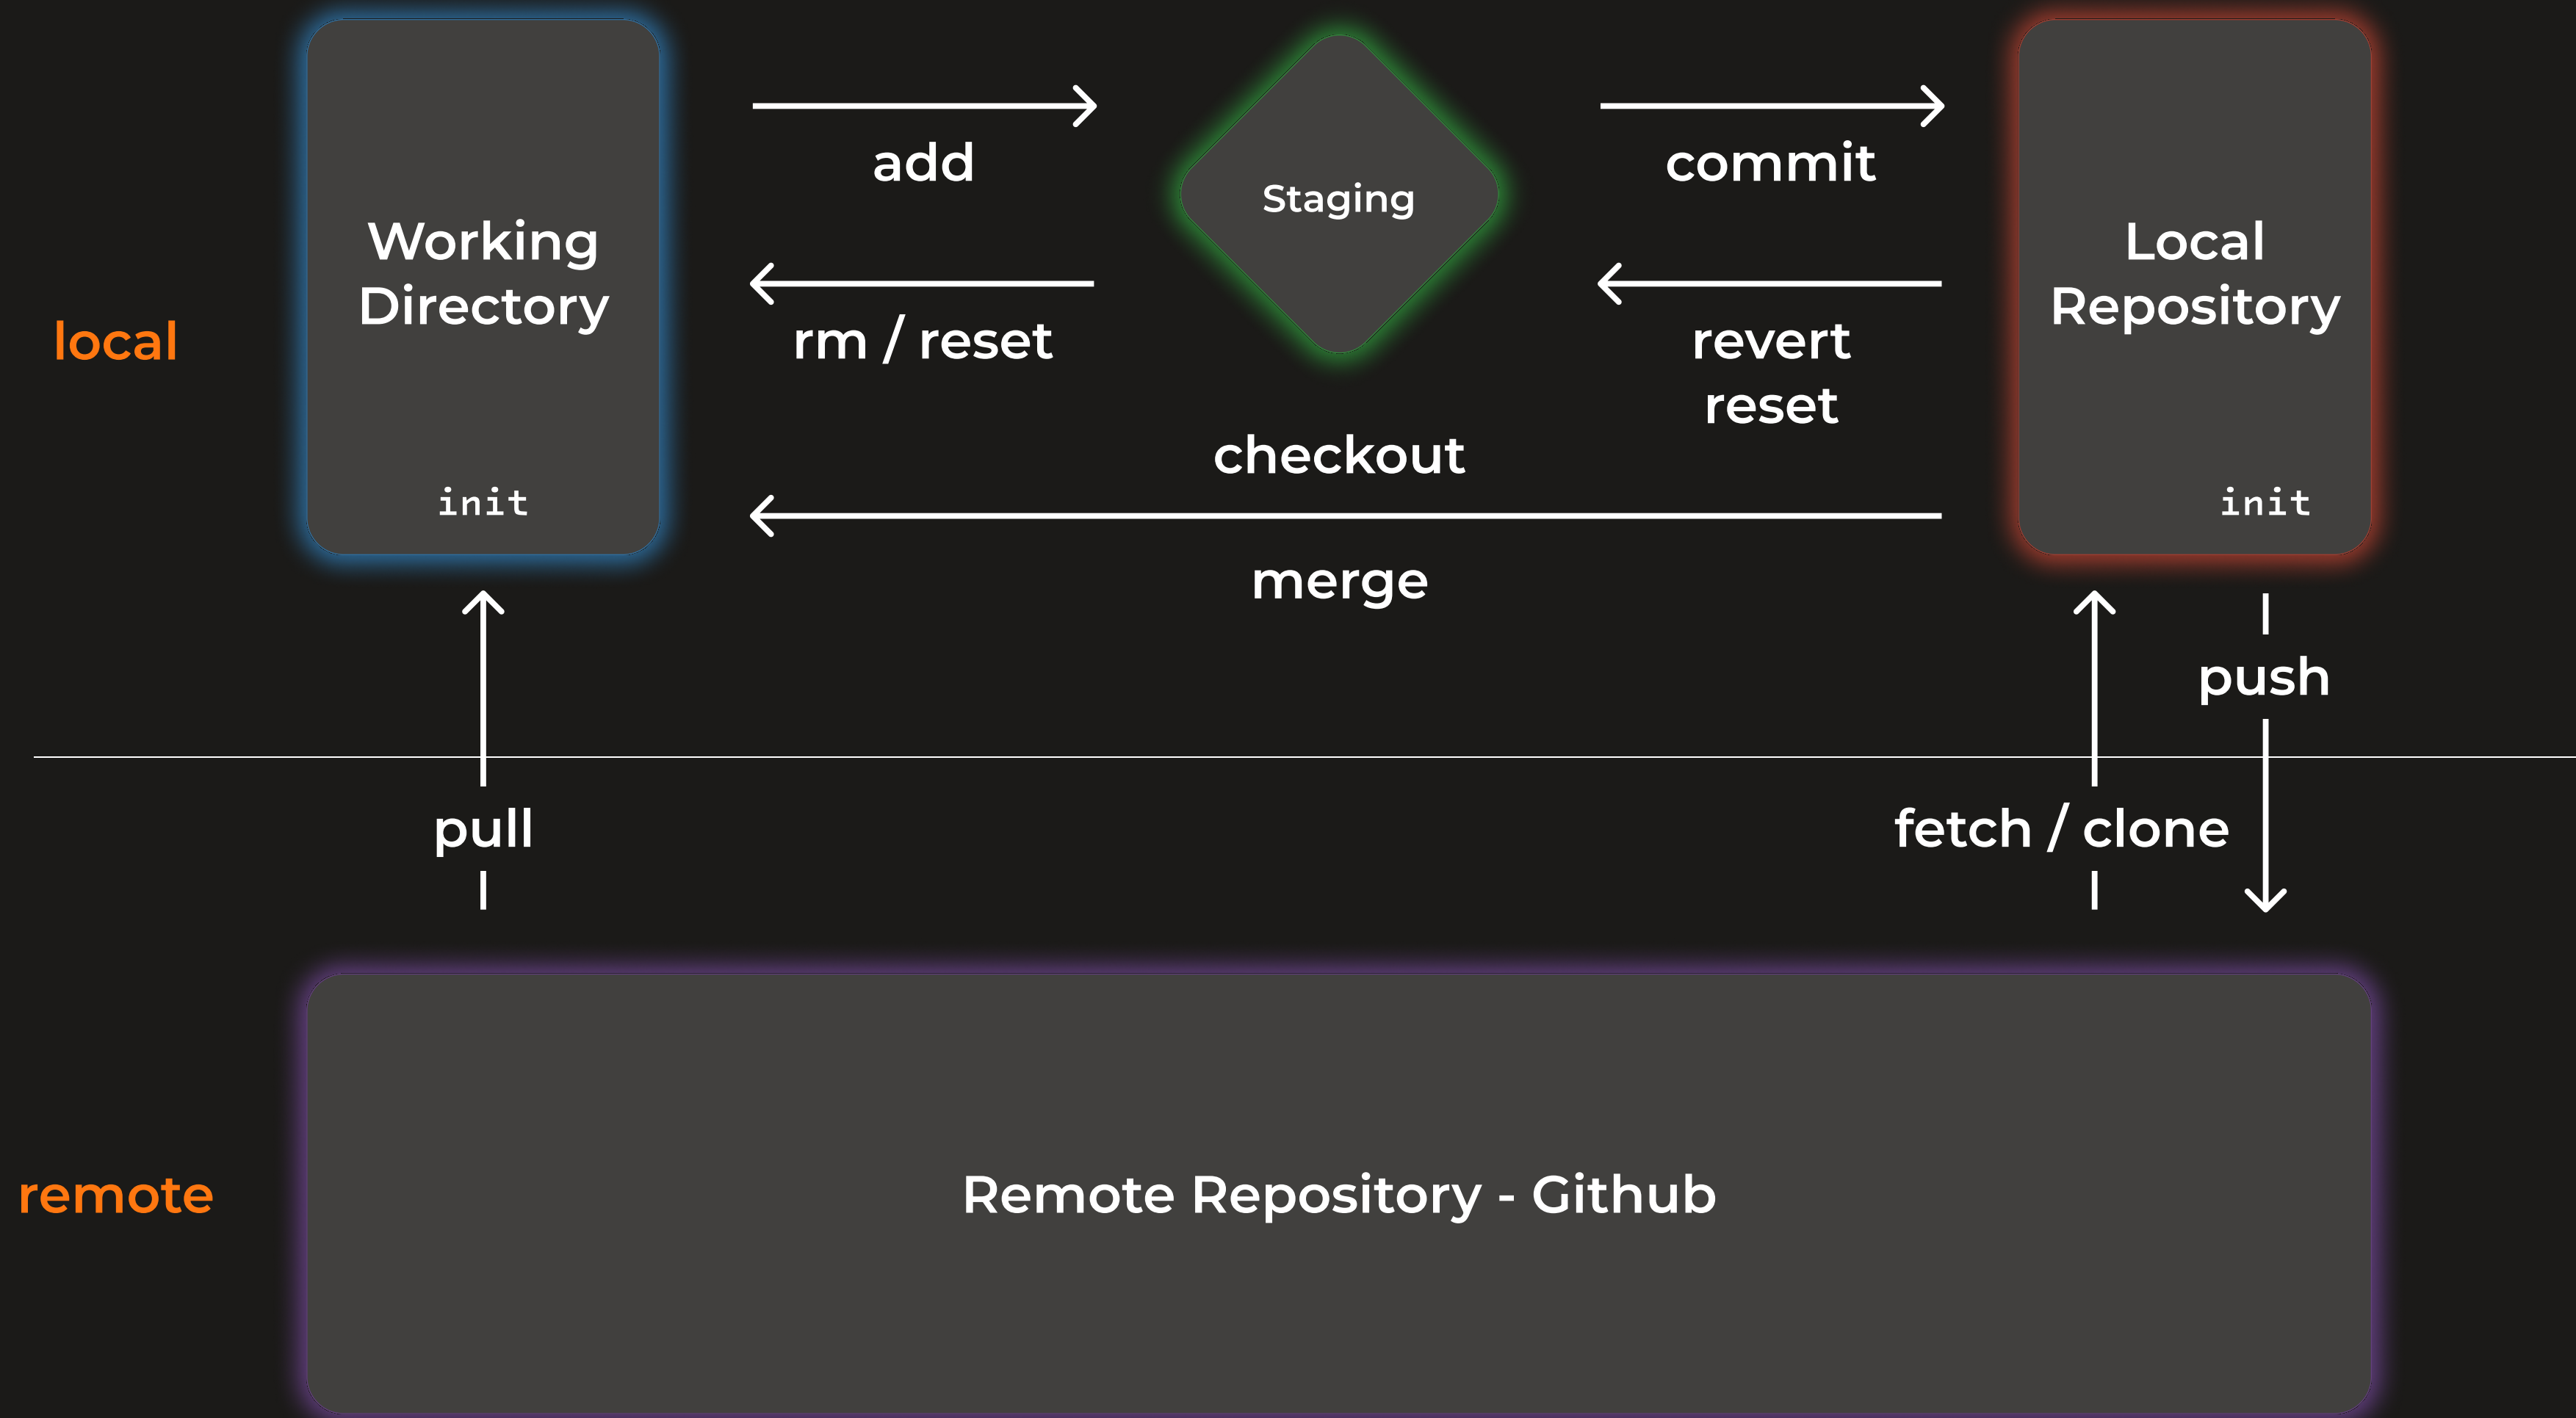 add
Staging
commit
Working
Directory
Local
Repository
local
rm / reset
revert
reset
checkout
init
init
merge
push
pull
fetch / clone
remote
Remote Repository - Github